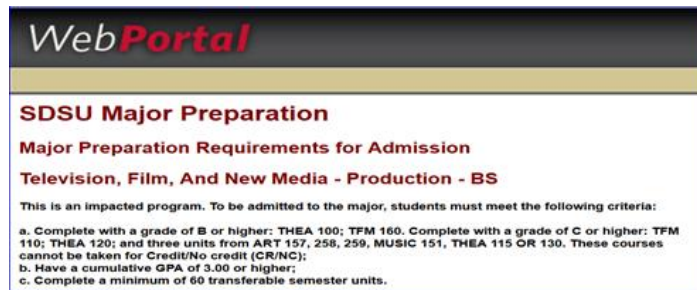 WebPortal
SDSU Major Preparation
Major Preparation Requirements for Admission
Television, Film, And New Media - Production - BS
This is an impacted program. To be admitted to the major, students must meet the following criteria:
a. Complete with a grade of B or higher: THEA 100; TFM 160. Complete with a grade of C or higher: TFM
110; THEA 120; and three units from ART 157, 258, 259, MUSIC 151, THEA 115 OR 130. These courses
cannot be taken for Credit/No credit (CR/NC);
b. Have a cumulative GPA of 3.00 or higher;
c. Complete a minimum of 60 transferable semester units.